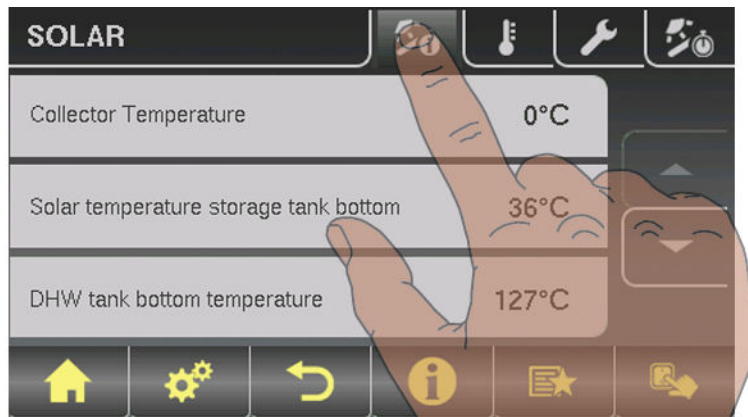 SOLAR
Collector Temperature 0°C
Solar temperature storage tank bottom 36°C
DHW tank bottom temperature 127°C